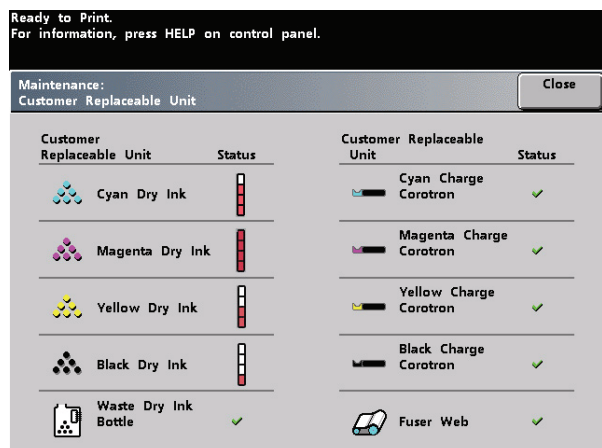 Ready to Print.
For information, press HELP on control panel.
Maintenance:
Customer Replaceable Unit
Close
Customer
Replaceable Unit
Status
Cyan Dry Ink
Magenta Dry Ink
Yellow Dry Ink
Black Dry Ink
Waste Dry Ink
Bottle
Customer Replaceable
Unit
Status
Cyan Charge
Corotron
Magenta Charge
Corotron
Yellow Charge
Corotron
Black Charge
Corotron
Fuser Web